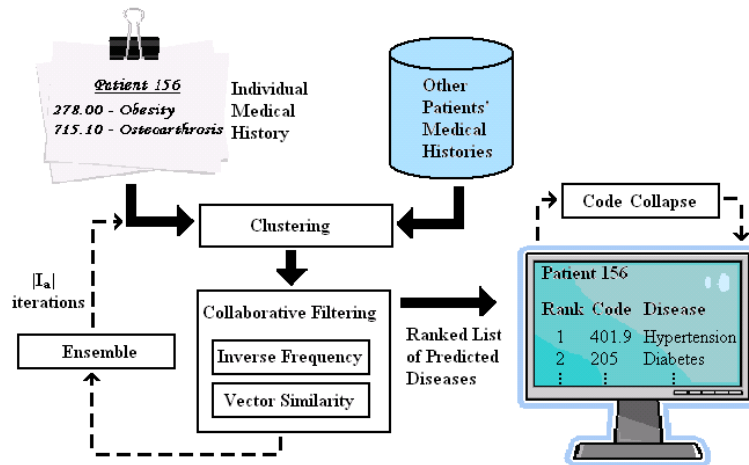 Patient 156
278.00 - Obesity
715.10 - Osteoarthrosis
Individual
Medical
History
Other
Patients'
Medical
Histories
Clustering
Code Collapse
|Ia|
iterations
Ensemble
Collaborative Filtering
Inverse Frequency
Vector Similarity
Ranked List
of Predicted
Diseases
Patient 156
Rank Code Disease
1 401.9 Hypertension
2 205 Diabetes
⋮ ⋮ ⋮